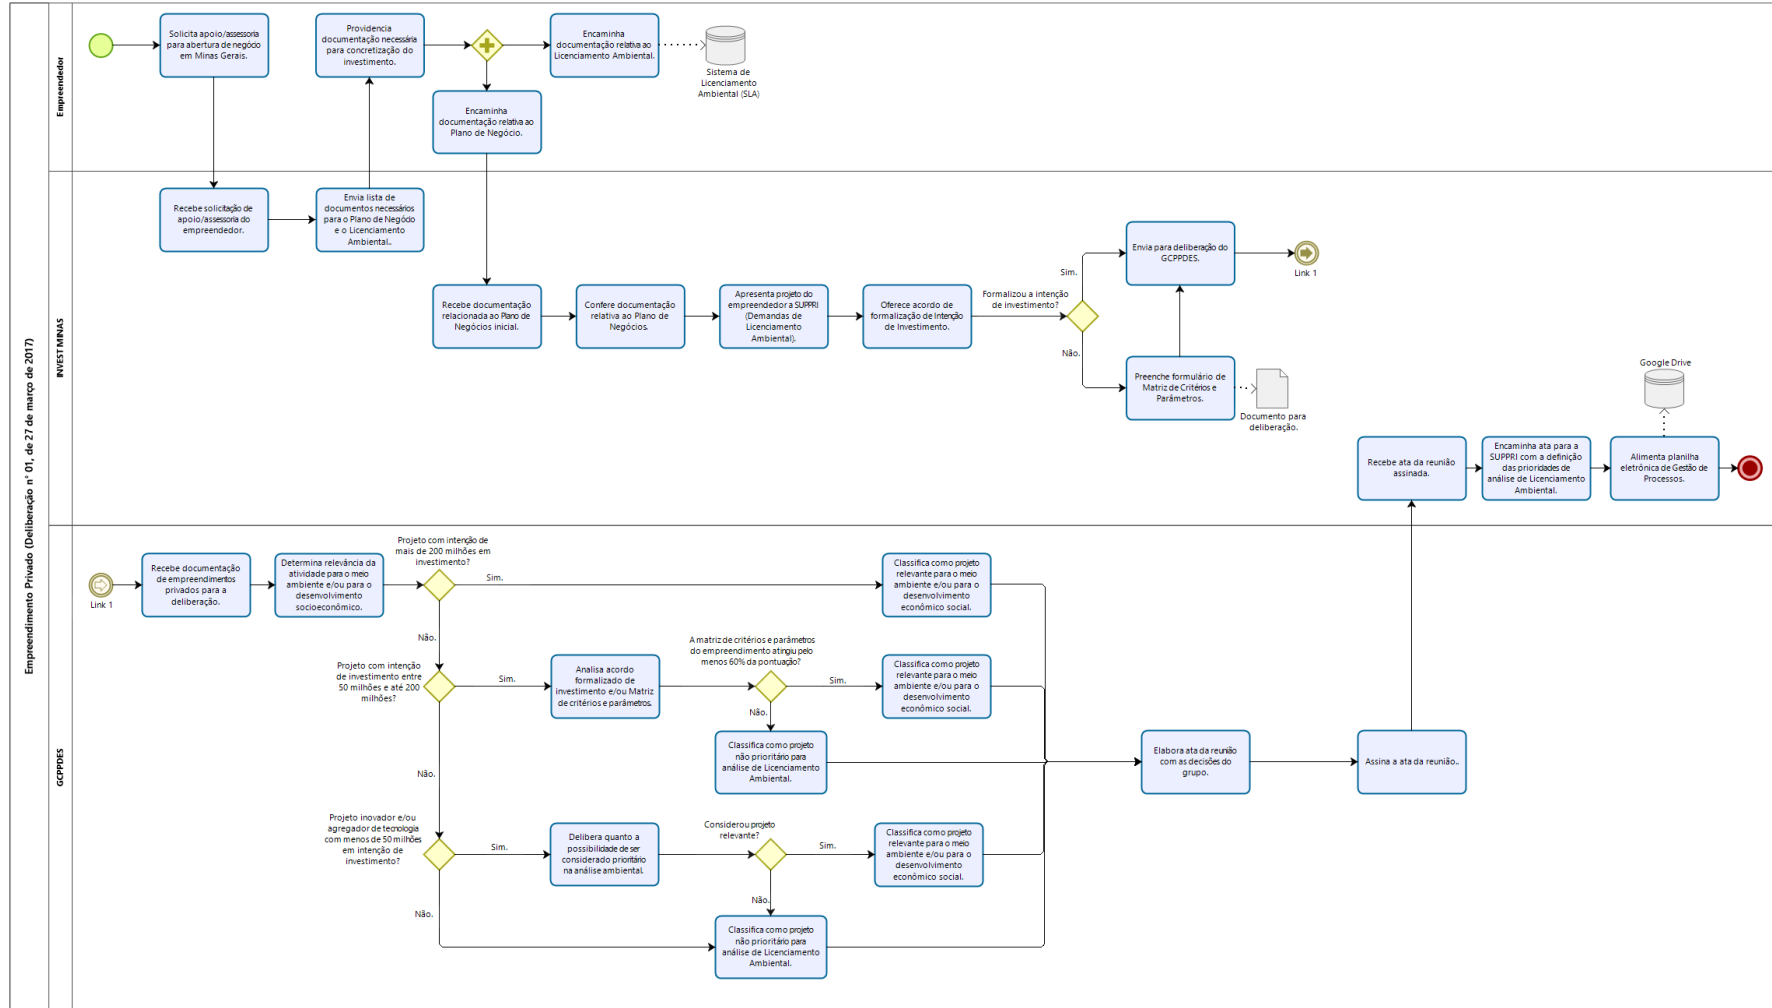 Empreendimento Privado (Deliberação n° 01, de 27 de março de 2017)
Empreendedor
Solicita apoio/assessoria
para abertura de negócio
em Minas Gerais.
Providencia
documentação necessária
para concretização do
investimento.
Encaminha
documentação relativa ao
Licenciamento Ambiental.
Sistema de
Licenciamento
Ambiental (SLA)
Encaminha
documentação relativa ao
Plano de Negócio.
INVEST MINAS
Recebe solicitação de
apoio/assessoria do
empreendedor.
Envia lista de
documentos necessários
para o Plano de Negódo
e o Licenciamento
Ambiental..
Recebe documentação
relacionada ao Plano de
Negócios inicial.
Confere documentação
relativa ao Plano de
Negócios.
Apresenta projeto do
empreendedor a SUPPRI
(Demandas de
Licenciamento
Ambiental).
Oferece acordo de
formalização de Intenção
de Investimento.
Formalizou a intenção
de investimento?
Sim.
Não.
Envia para deliberação do
GCPPDES.
Link 1
Preenche formulário de
Matriz de Critérios e
Parâmetros.
Documento para
deliberação.
Recebe ata da reunião
assinada.
Encaminha ata para a
SUPPRI com a definição
das prioridades de
análise de Licenciamento
Ambiental.
Google Drive
Alimenta planilha
eletrônica de Gestão de
Processos.
GCPPDES
Link 1
Recebe documentação
de empreendimentos
privados para a
deliberação.
Determina relevância da
atividade para o meio
ambiente e/ou para o
desenvolvimento
socioeconômico.
Projeto com intenção de
mais de 200 milhões em
investimento?
Sim.
Não.
Classifica como projeto
relevante para o meio
ambiente e/ou para o
desenvolvimento
econômico social.
Projeto com intenção
de investimento entre
50 milhões e até 200
milhões?
Sim.
Não.
Analisa acordo
formalizado de
investimento e/ou Matriz
de critérios e parâmetros.
A matriz de critérios e parâmetros
do empreendimento atingiu pelo
menos 60% da pontuação?
Sim.
Não.
Classifica como projeto
relevante para o meio
ambiente e/ou para o
desenvolvimento
econômico social.
Classifica como projeto
não prioritário para
análise de Licenciamento
Ambiental.
Elabora ata da reunião
com as decisões do
grupo.
Assina a ata da reunião..
Projeto inovador e/ou
agregador de tecnologia
com menos de 50 milhões
em intenção de
investimento?
Sim.
Não.
Delibera quanto a
possibilidade de ser
considerado prioritário
na análise ambiental.
Considerou projeto
relevante?
Sim.
Não.
Classifica como projeto
relevante para o meio
ambiente e/ou para o
desenvolvimento
econômico social.
Classifica como projeto
não prioritário para
análise de Licenciamento
Ambiental.